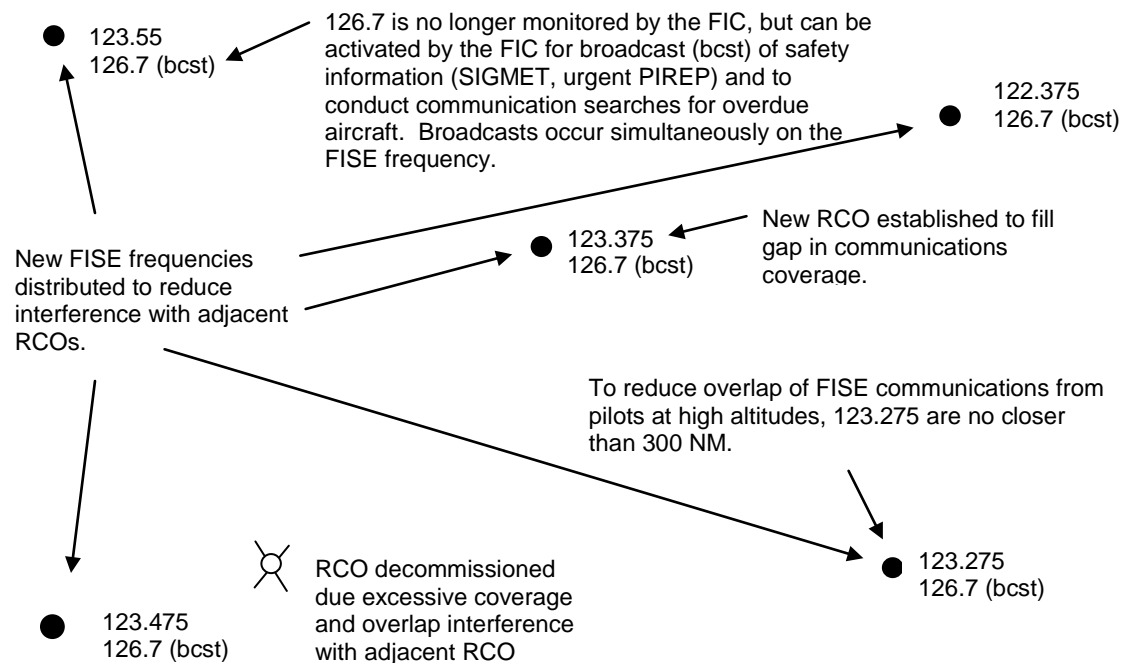 123.55
126.7 (bcst)
126.7 is no longer monitored by the FIC, but can be
activated by the FIC for broadcast (bcst) of safety
information (SIGMET, urgent PIREP) and to
conduct communication searches for overdue
aircraft.  Broadcasts occur simultaneously on the
FISE frequency.
122.375
126.7 (bcst)
New FISE frequencies
distributed to reduce
interference with adjacent
RCOs.
123.375
126.7 (bcst)
New RCO established to fill
gap in communications
coverage.
To reduce overlap of FISE communications from
pilots at high altitudes, 123.275 are no closer
than 300 NM.
123.475
126.7 (bcst)
RCO decommissioned
due excessive coverage
and overlap interference
with adjacent RCO
123.275
126.7 (bcst)